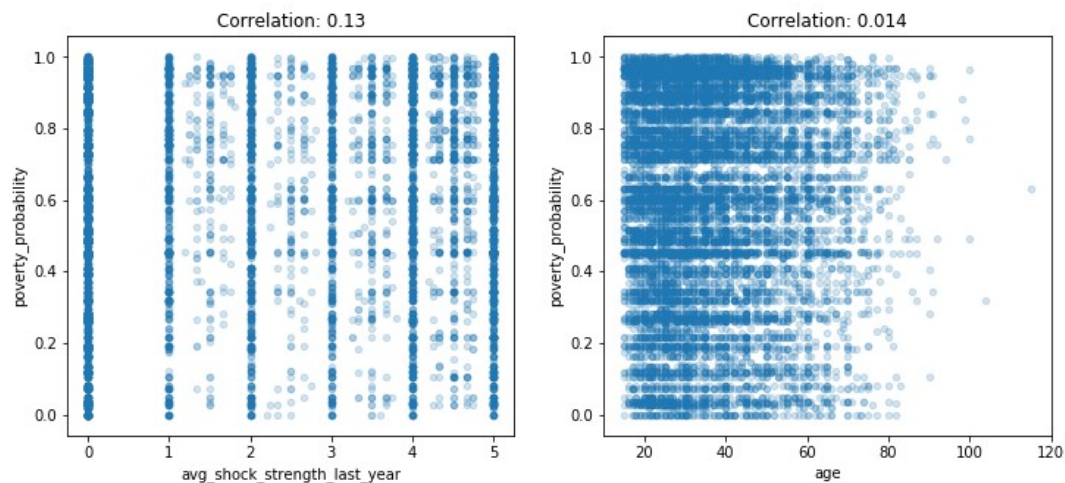 Correlation: 0.13
1.0
0.8
0.6
0.4
0.2
0.0
poverty_probability
0 1 2 3 4 5
avg_shock_strength_last_year
Correlation: 0.014
1.0
0.8
0.6
0.4
0.2
0.0
poverty_probability
20 40 60 80 100 120
age